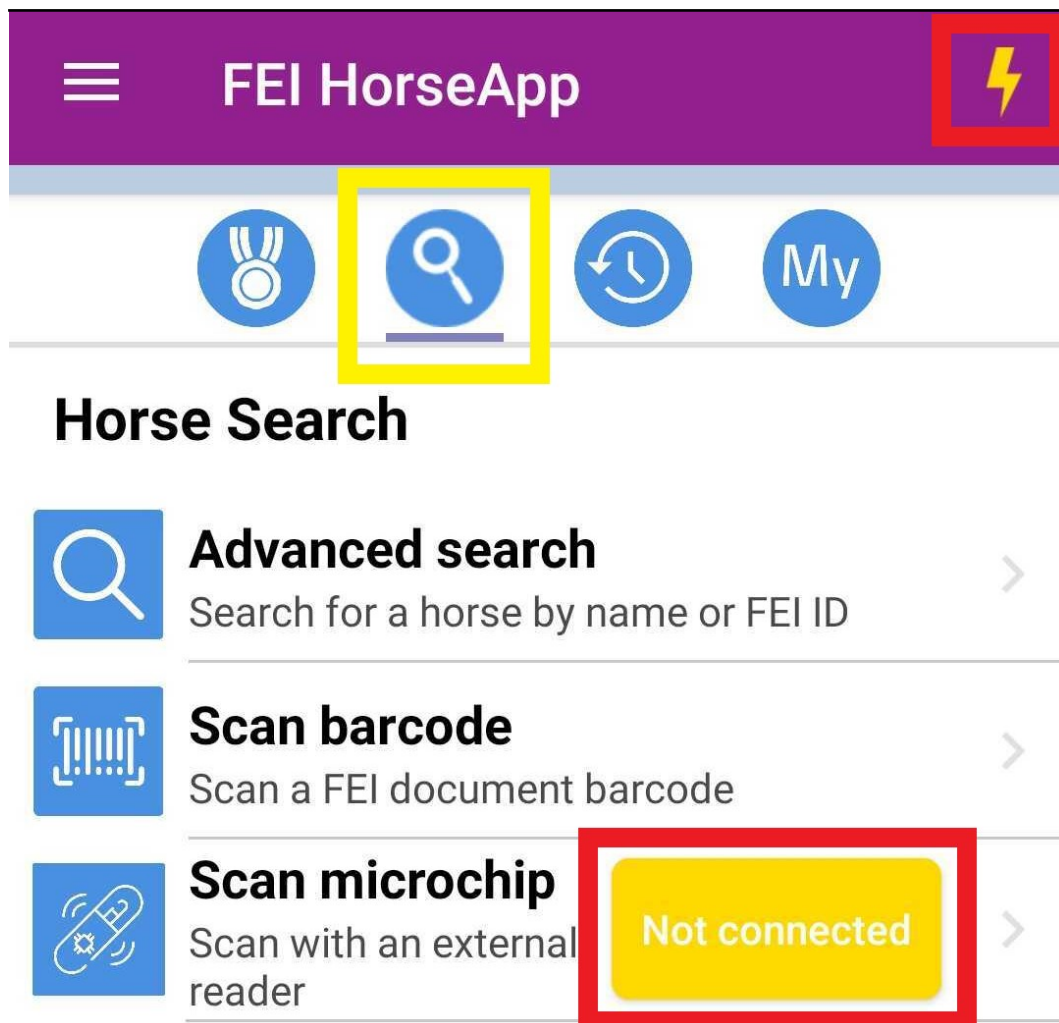 FEI HorseApp
My
Horse Search
Advanced search
Search for a horse by name or FEI ID
Scan barcode
Scan a FEI document barcode
Scan microchip
Scan with an external
reader
Not connected